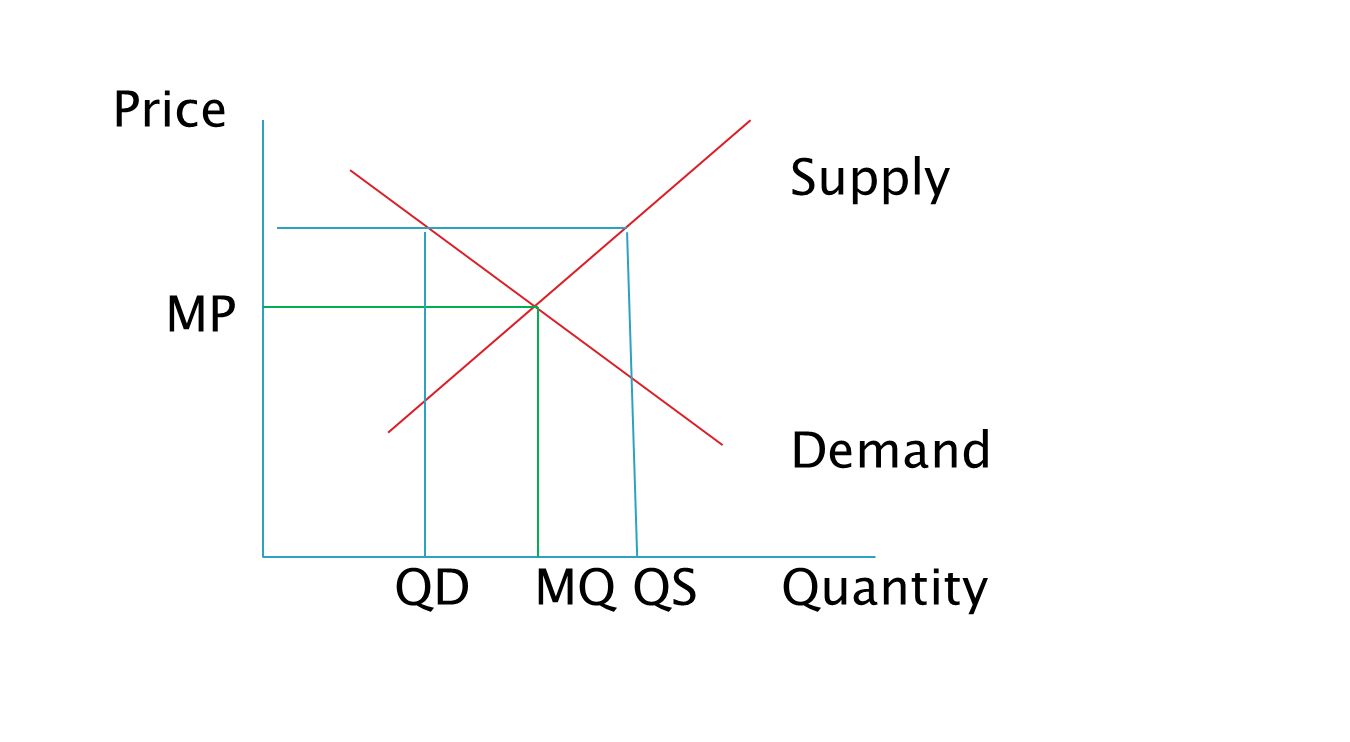 Price
Supply
MP
Demand
QD MQ QS Quantity